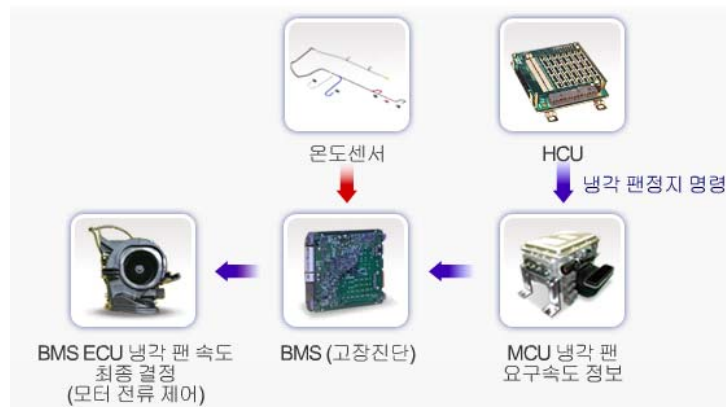 온도센서
HCU
냉각 팬정지 명령
BMS ECU 냉각 팬 속도
최종 결정
(모터 전류 제어)
BMS (고장진단)
MCU 냉각 팬
요구속도 정보